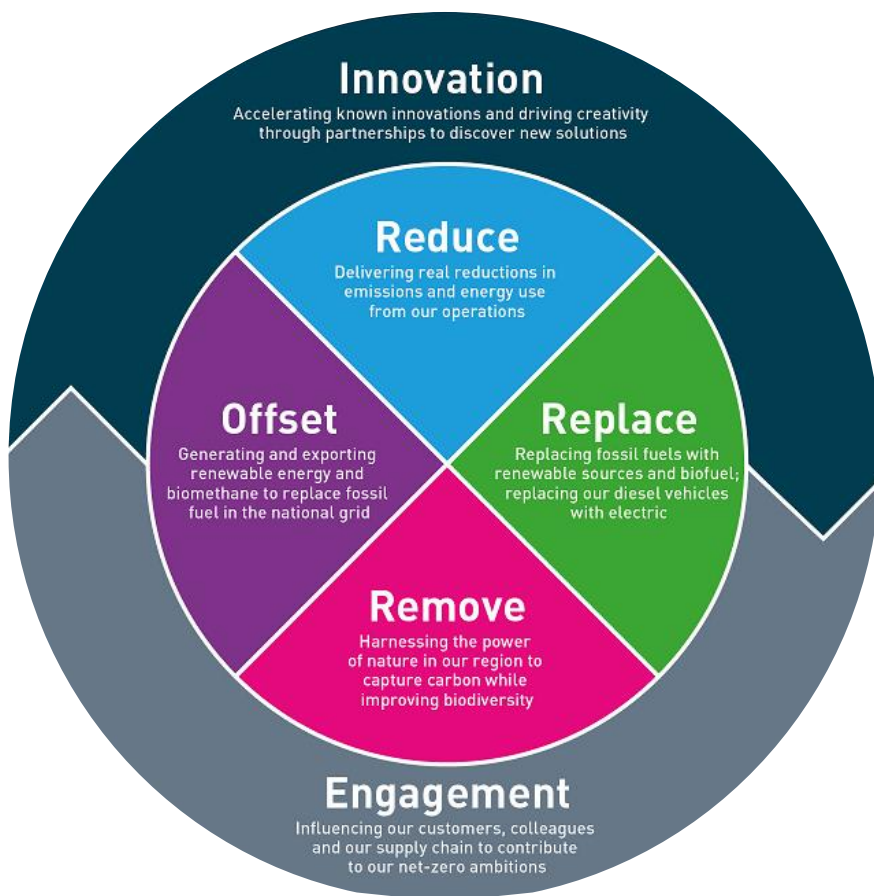 Innovation
Accelerating known innovations and driving creativity
through partnerships to discover new solutions
Reduce
Delivering real reductions in
emissions and energy use
from our operations
Offset
Generating and exporting
renewable energy and
biomethane to replace fossil
fuel in the national grid
Replace
Replacing fossil fuels with
renewable sources and biofuel;
replacing our diesel vehicles
with electric
Remove
Harnessing the power
of nature in our region to
capture carbon while
improving biodiversity
Engagement
Influencing our customers, colleagues
and our supply chain to contribute
to our net-zero ambitions